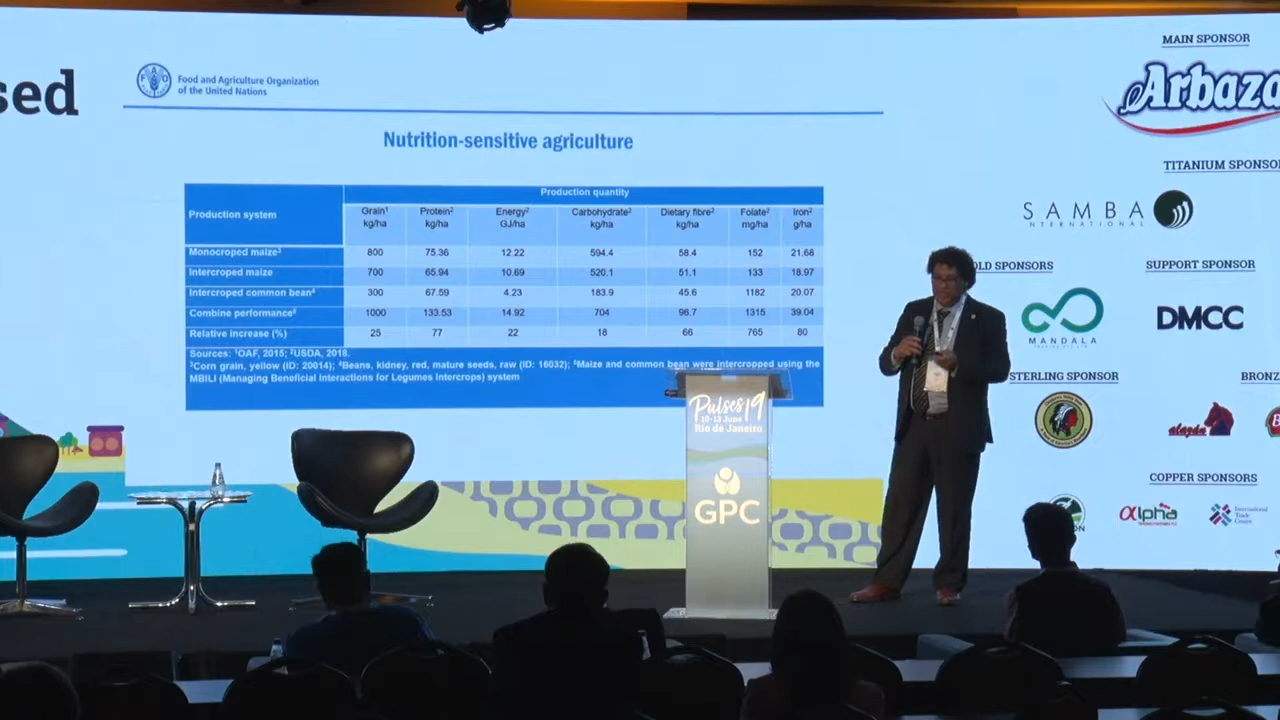 sed
Food and Agriculture Organization
of the United Nations
Nutrition-sensitive agriculture
Production system
Production quantity
Grain¹ kg/ha Protein² kg/ha Energy² GJ/ha Carbohydrate² kg/ha Dietary fibre² kg/ha Folate² mg/ha Iron² g/ha
Monocroped maize³ 800 75.36 12.22 594.4 58.4 152 21.68
Intercroped maize 700 65.94 10.69 520.1 51.1 133 18.97
Intercroped common bean⁴ 300 67.59 4.23 183.9 45.6 1182 20.07
Combine performance⁵ 1000 133.53 14.92 704 96.7 1315 39.04
Relative increase (%) 25 77 22 18 66 765 80
Sources: ¹OAF, 2015; ²USDA, 2018.
³Corn grain, yellow (ID: 20014); ⁴Beans, kidney, red, mature seeds, raw (ID: 16032); ⁵Maize and common bean were intercropped using the
MBILI (Managing Beneficial Interactions for Legumes Intercrops) system
Pulses19
10-13 June
Rio de Janeiro
GPC
MAIN SPONSOR
Arbaza
TITANIUM SPONSO
SAMBA
INTERNATIONAL
OLD SPONSORS
SUPPORT SPONSOR
MANDALA
DMCC
STERLING SPONSOR
BRONZ
alazan
COPPER SPONSORS
alpha
International
Trade
Centre